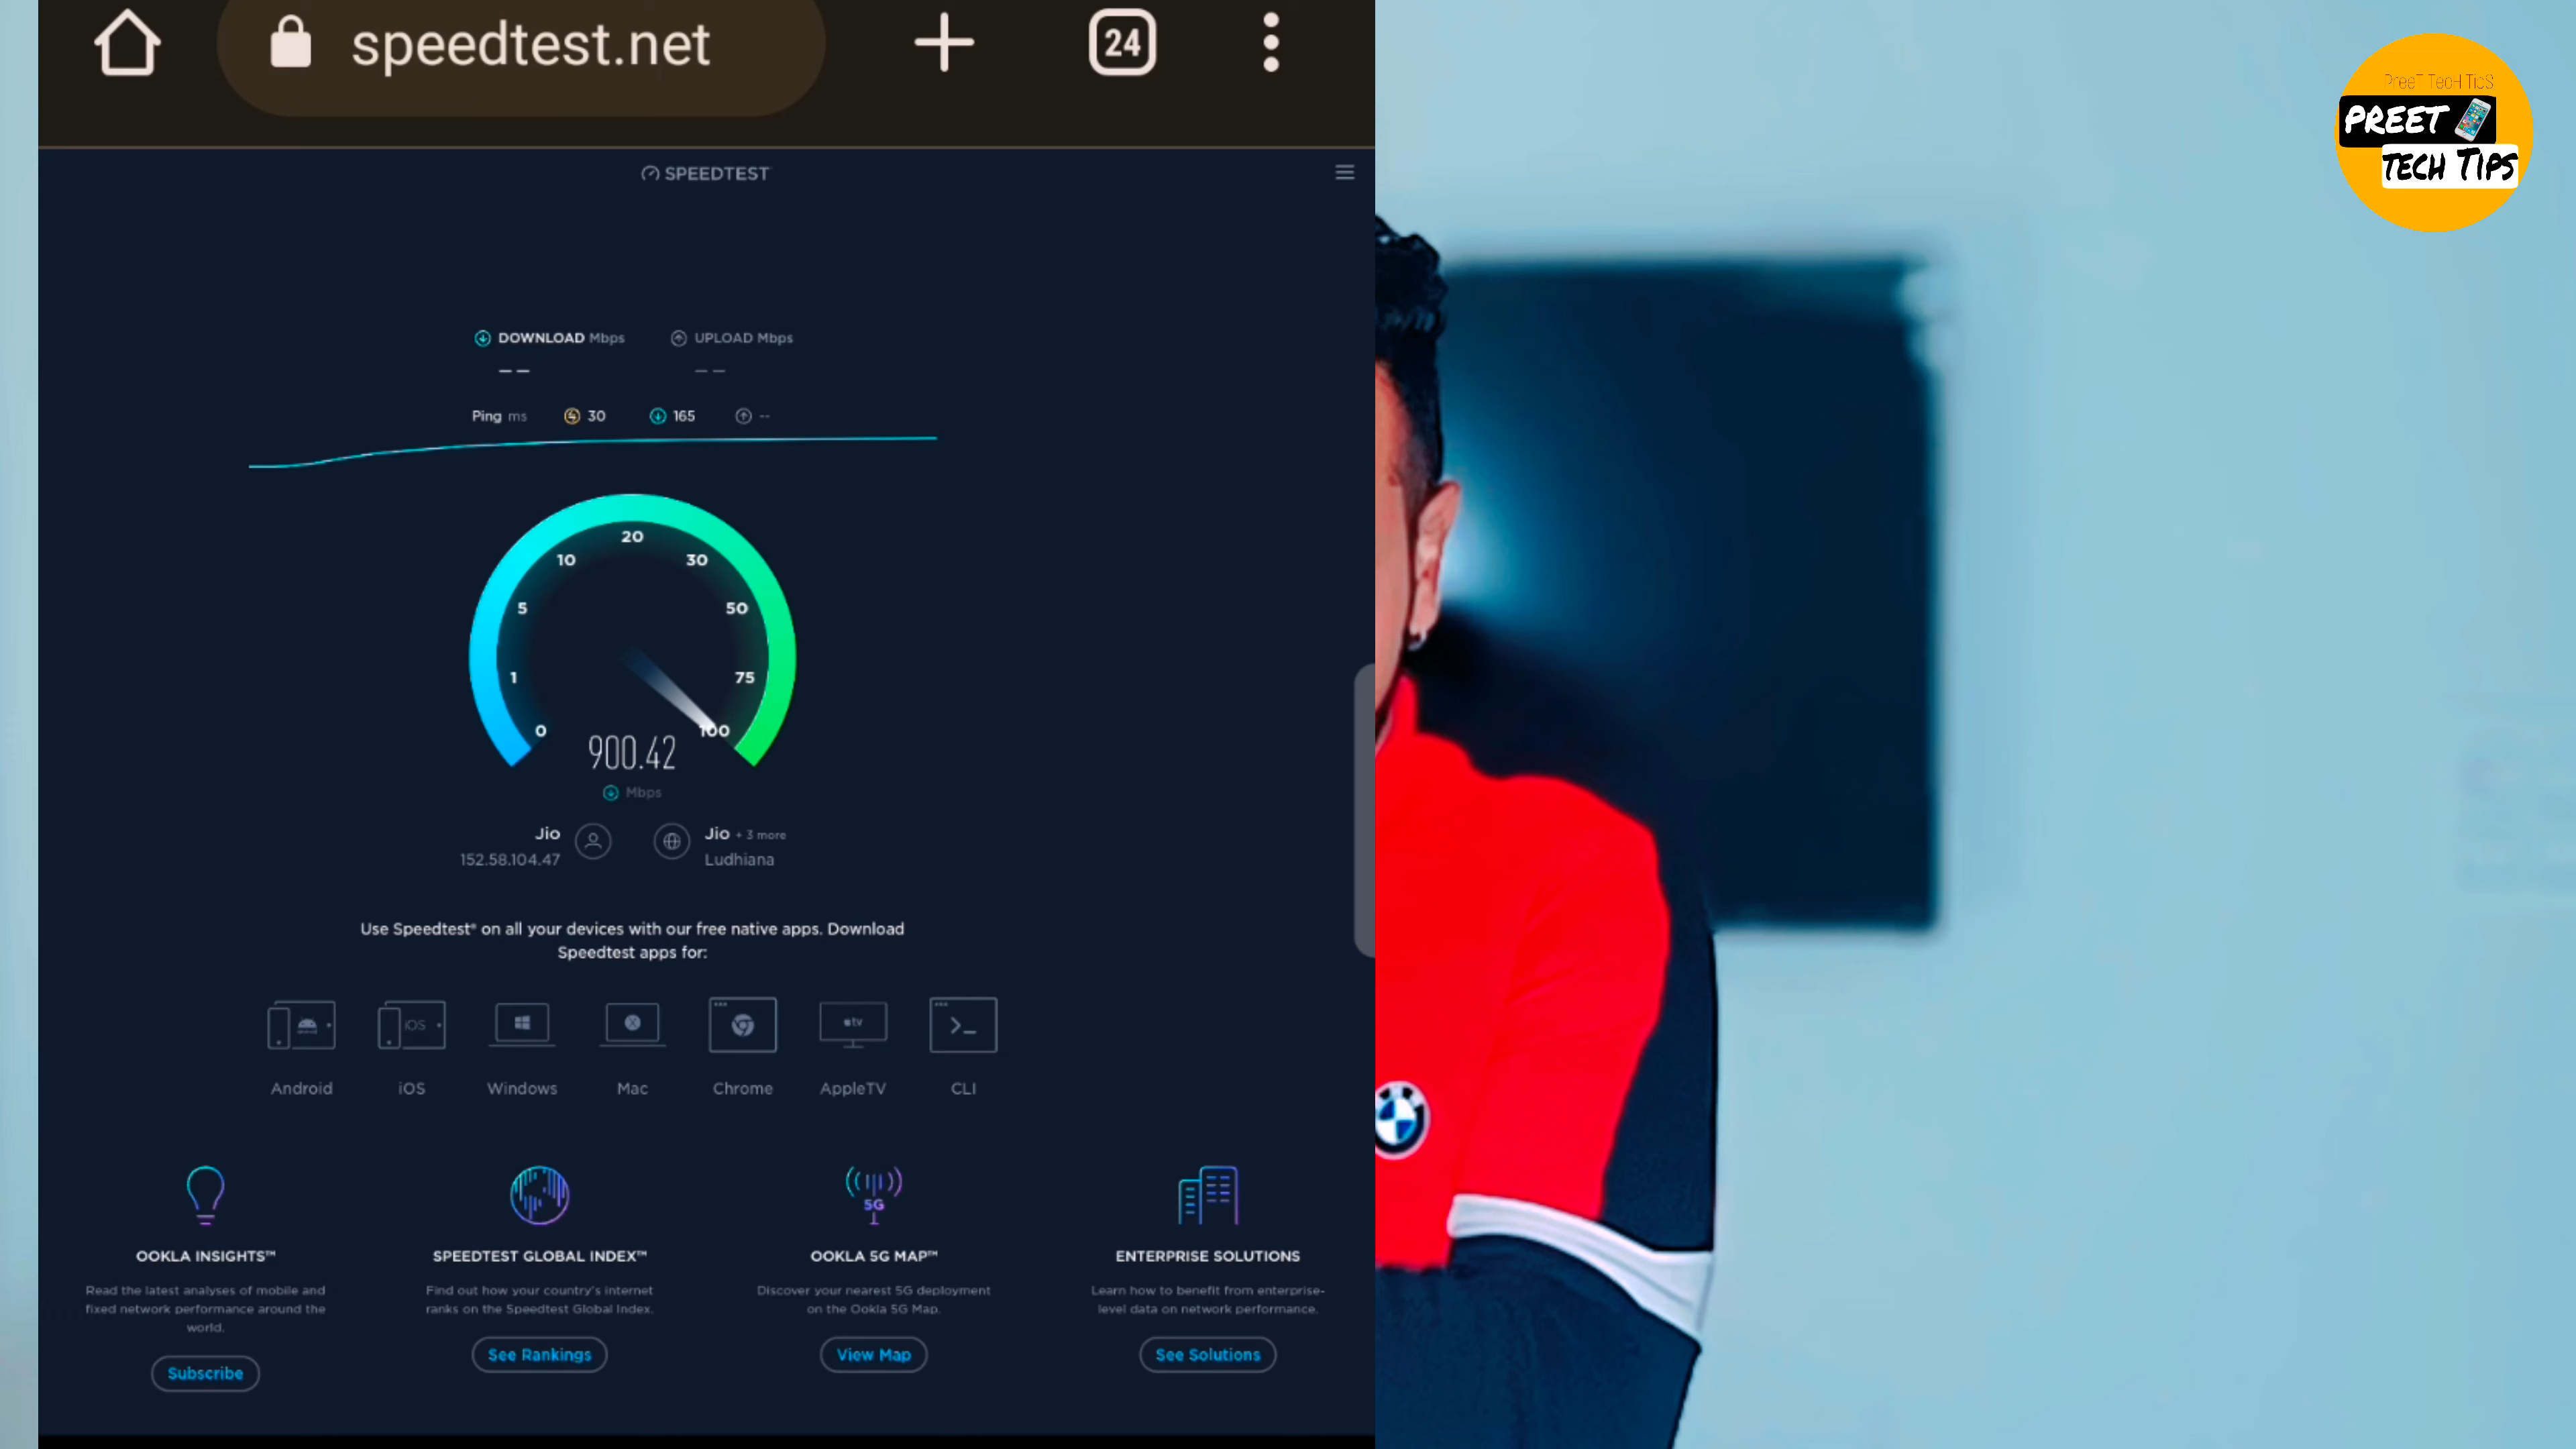 speedtest.net
24
SPEEDTEST
DOWNLOAD Mbps
UPLOAD Mbps
Ping ms
30
165
--
0
1
5
10
20
30
50
75
100
900.42
Mbps
Jio
152.58.104.47
Jio + 3 more
Ludhiana
Use Speedtest® on all your devices with our free native apps. Download
Speedtest apps for:
iOS
tv
Android
iOS
Windows
Mac
Chrome
AppleTV
CLI
5G
OOKLA INSIGHTS™
Read the latest analyses of mobile and
fixed network performance around the
world.
Subscribe
SPEEDTEST GLOBAL INDEX™
Find out how your country's internet
ranks on the Speedtest Global Index.
See Rankings
OOKLA 5G MAP™
Discover your nearest 5G deployment
on the Ookla 5G Map.
View Map
ENTERPRISE SOLUTIONS
Learn how to benefit from enterprise-
level data on network performance.
See Solutions
PreeT TecH TipS
PREET
TECH TIPS